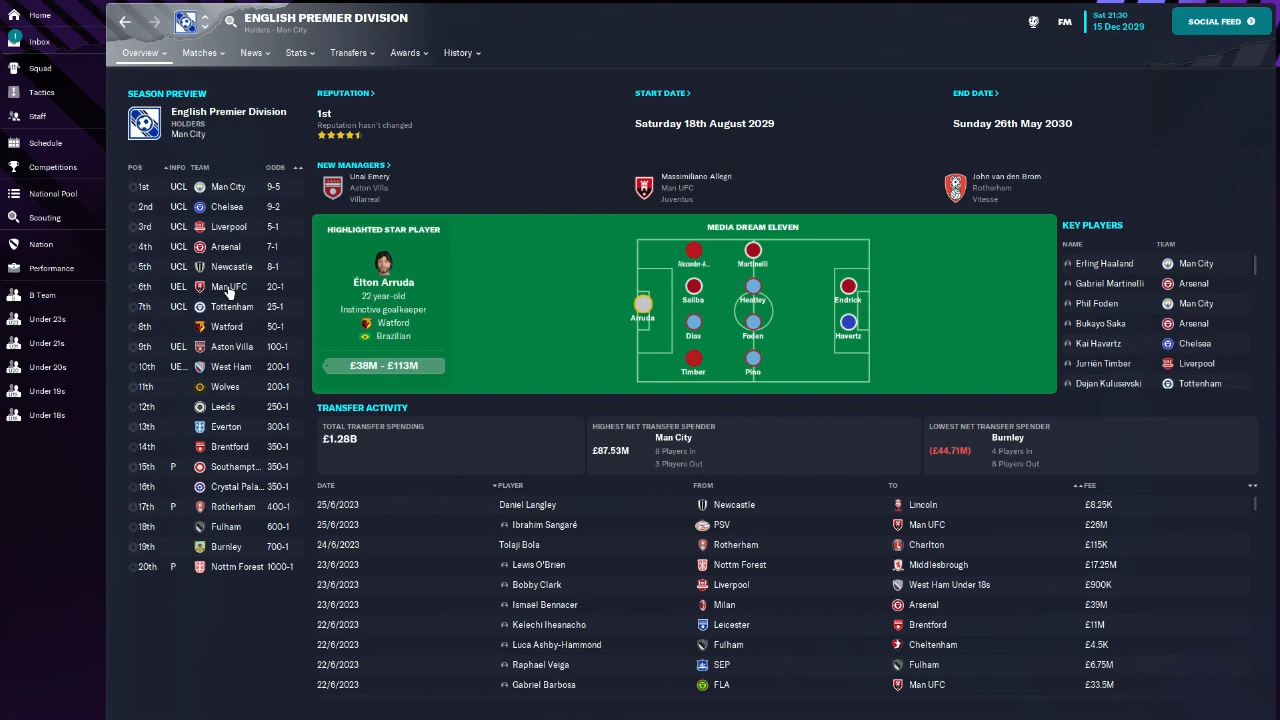 Home
1
Inbox
Squad
Tactics
Staff
Schedule
Competitions
National Pool
Scouting
Nation
Performance
B Team
Under 23s
Under 21s
Under 20s
Under 19s
Under 18s
ENGLISH PREMIER DIVISION
Holders - Man City
FM
Sat 21:30
15 Dec 2029
SOCIAL FEED
Overview Matches News Stats Transfers Awards History
SEASON PREVIEW
English Premier Division
HOLDERS
Man City
REPUTATION
1st
Reputation hasn't changed
START DATE
Saturday 18th August 2029
END DATE
Sunday 26th May 2030
POS INFO TEAM ODDS
1st UCL Man City 9-5
2nd UCL Chelsea 9-2
3rd UCL Liverpool 5-1
4th UCL Arsenal 7-1
5th UCL Newcastle 8-1
6th UEL Man UFC 20-1
7th UCL Tottenham 25-1
8th Watford 50-1
9th UEL Aston Villa 100-1
10th UE... West Ham 200-1
11th Wolves 200-1
12th Leeds 250-1
13th Everton 300-1
14th Brentford 350-1
15th P Southampt... 350-1
16th Crystal Pala... 350-1
17th P Rotherham 400-1
18th Fulham 600-1
19th Burnley 700-1
20th P Nottm Forest 1000-1
NEW MANAGERS
Unai Emery
Aston Villa
Villarreal
Massimiliano Allegri
Man UFC
Juventus
John van den Brom
Rotherham
Vitesse
HIGHLIGHTED STAR PLAYER
Élton Arruda
22 year-old
Instinctive goalkeeper
Watford
Brazilian
£38M - £113M
MEDIA DREAM ELEVEN
Alexander-A...
Martinelli
Saliba
Heatley
Endrick
Arruda
Dias
Foden
Havertz
Timber
Pino
KEY PLAYERS
NAME TEAM
Erling Haaland Man City
Gabriel Martinelli Arsenal
Phil Foden Man City
Bukayo Saka Arsenal
Kai Havertz Chelsea
Jurriën Timber Liverpool
Dejan Kulusevski Tottenham
TRANSFER ACTIVITY
TOTAL TRANSFER SPENDING
£1.28B
HIGHEST NET TRANSFER SPENDER
£87.53M
Man City
8 Players In
3 Players Out
LOWEST NET TRANSFER SPENDER
(£44.71M)
Burnley
4 Players In
8 Players Out
DATE PLAYER FROM TO FEE
25/6/2023 Daniel Langley Newcastle Lincoln £8.25K
25/6/2023 Ibrahim Sangaré PSV Man UFC £26M
24/6/2023 Tolaji Bola Rotherham Charlton £115K
23/6/2023 Lewis O'Brien Nottm Forest Middlesbrough £17.25M
23/6/2023 Bobby Clark Liverpool West Ham Under 18s £900K
23/6/2023 Ismaël Bennacer Milan Arsenal £39M
22/6/2023 Kelechi Iheanacho Leicester Brentford £11M
22/6/2023 Luca Ashby-Hammond Fulham Cheltenham £4.5K
22/6/2023 Raphael Veiga SEP Fulham £6.75M
22/6/2023 Gabriel Barbosa FLA Man UFC £33.5M